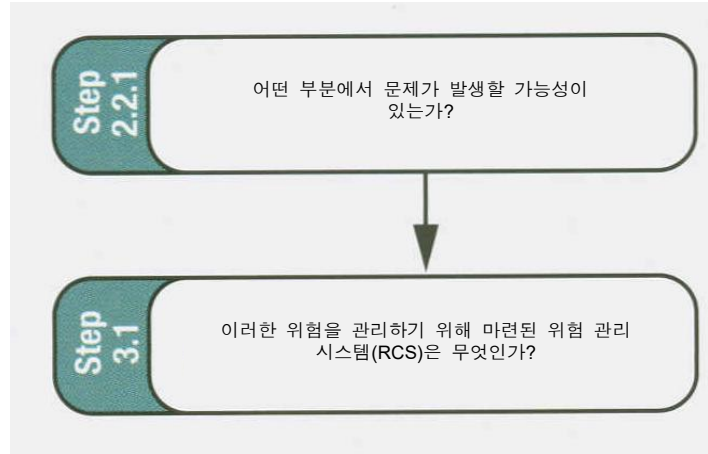 Step
2.2.1
어떤 부분에서 문제가 발생할 가능성이
있는가?
Step
3.1
이러한 위험을 관리하기 위해 마련된 위험 관리
시스템(RCS)은 무엇인가?